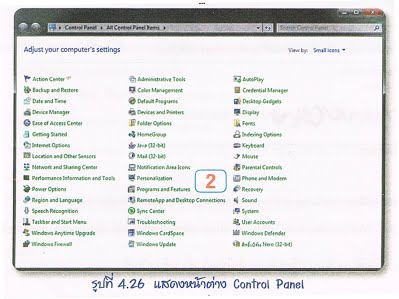 Control Panel ▸ All Control Panel Items ▸
Search Control Panel
Adjust your computer's settings
View by: Small icons
Action Center
Administrative Tools
AutoPlay
Backup and Restore
Color Management
Credential Manager
Date and Time
Default Programs
Desktop Gadgets
Device Manager
Devices and Printers
Display
Ease of Access Center
Folder Options
Fonts
Getting Started
HomeGroup
Indexing Options
Internet Options
Java (32-bit)
Keyboard
Location and Other Sensors
Mail (32-bit)
Mouse
Network and Sharing Center
Notification Area Icons
Parental Controls
Performance Information and Tools
Personalization
Phone and Modem
Power Options
Programs and Features
2
Recovery
Region and Language
RemoteApp and Desktop Connections
Sound
Speech Recognition
Sync Center
System
Taskbar and Start Menu
Troubleshooting
User Accounts
Windows Anytime Upgrade
Windows CardSpace
Windows Defender
Windows Firewall
Windows Update
Nero (32-bit)
รูปที่ 4.26 แสดงหน้าต่าง Control Panel